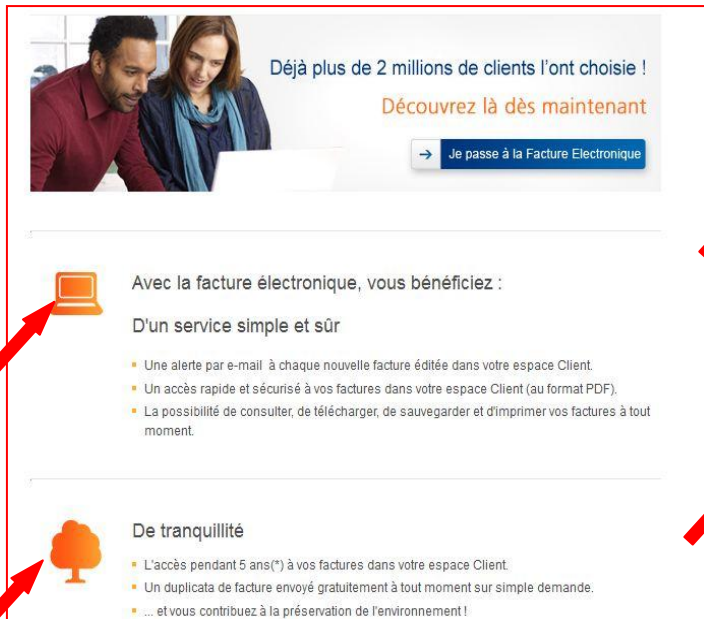 Déjà plus de 2 millions de clients l'ont choisie !
Découvrez là dès maintenant
Je passe à la Facture Electronique
Avec la facture électronique, vous bénéficiez :
D'un service simple et sûr
Une alerte par e-mail à chaque nouvelle facture éditée dans votre espace Client.
Un accès rapide et sécurisé à vos factures dans votre espace Client (au format PDF).
La possibilité de consulter, de télécharger, de sauvegarder et d'imprimer vos factures à tout
moment.
De tranquillité
L'accès pendant 5 ans(*) à vos factures dans votre espace Client.
Un duplicata de facture envoyé gratuitement à tout moment sur simple demande.
... et vous contribuez à la préservation de l'environnement !